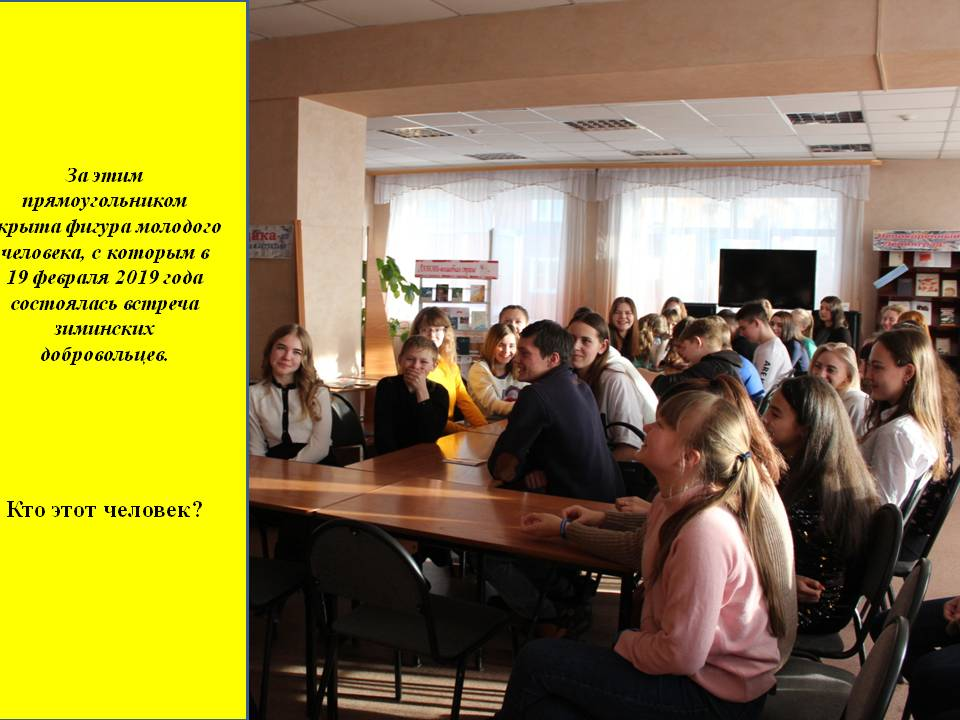 За этим
прямоугольником
крыта фигура молодого
человека, с которым в
19 февраля 2019 года
состоялась встреча
зиминских
добровольцев.
Кто этот человек?
ARE